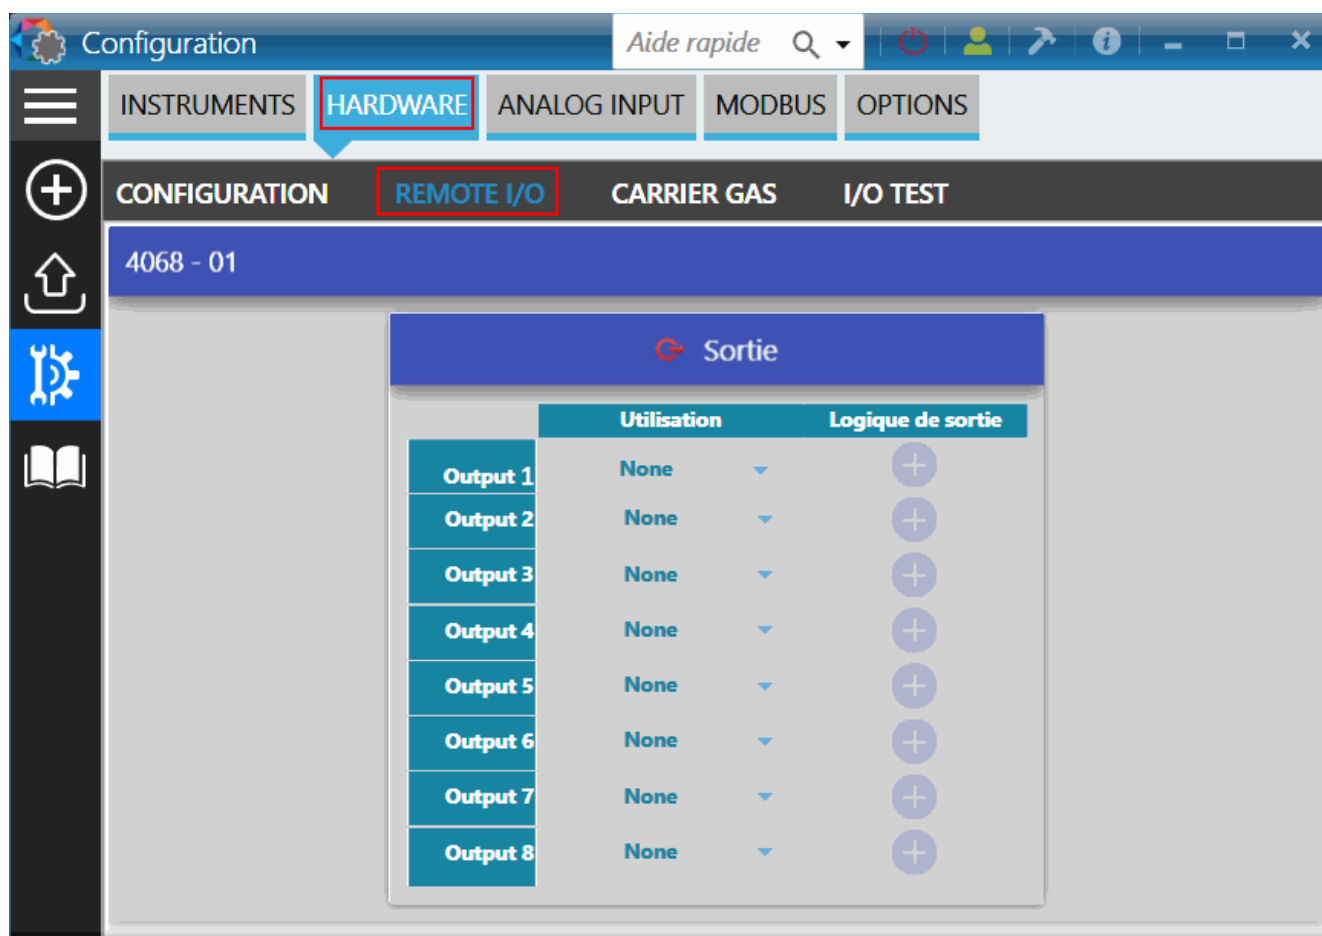 Configuration Aide rapide
INSTRUMENTS HARDWARE ANALOG INPUT MODBUS OPTIONS
CONFIGURATION REMOTE I/O CARRIER GAS I/O TEST
4068 - 01
Sortie
Utilisation Logique de sortie
Output 1 None
Output 2 None
Output 3 None
Output 4 None
Output 5 None
Output 6 None
Output 7 None
Output 8 None